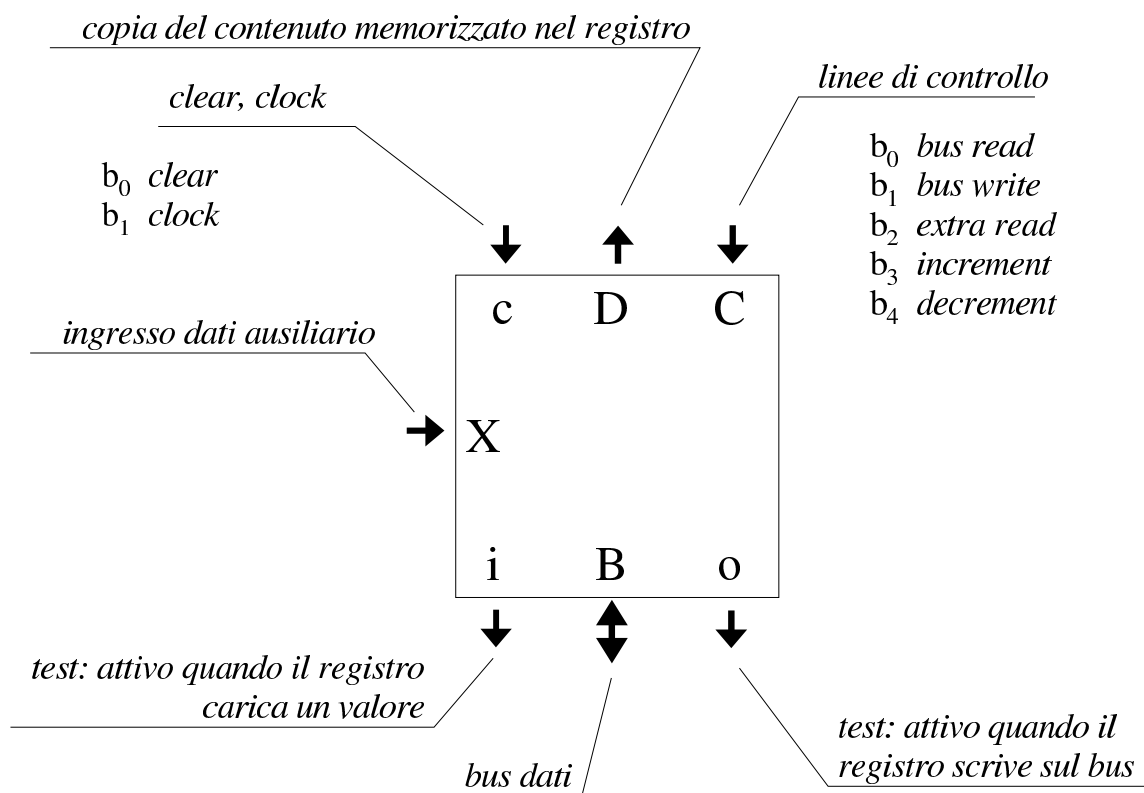 copia del contenuto memorizzato nel registro
clear, clock
b0 clear
b1 clock
linee di controllo
b0 bus read
b1 bus write
b2 extra read
b3 increment
b4 decrement
c D C
ingresso dati ausiliario
X
i B o
test: attivo quando il registro
carica un valore
bus dati
test: attivo quando il
registro scrive sul bus